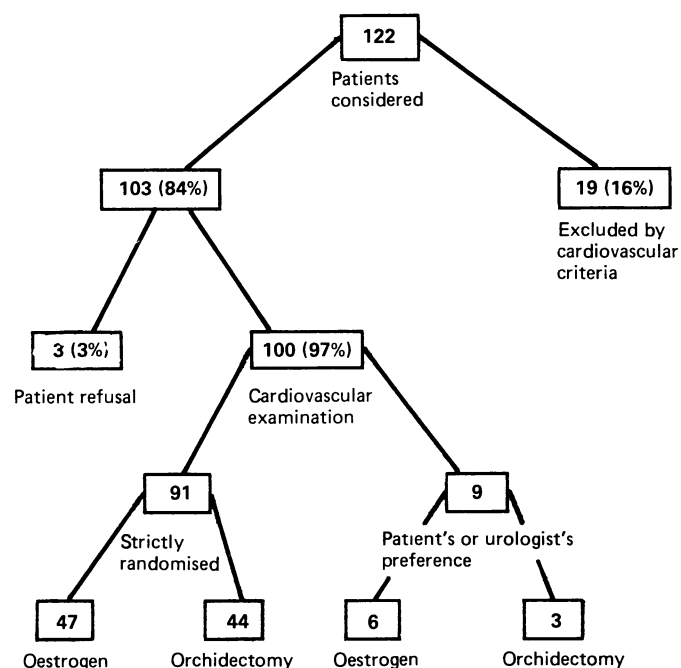 122
Patients
considered
103 (84%)
19 (16%)
Excluded by
cardiovascular
criteria
3 (3%)
100 (97%)
Patient refusal
Cardiovascular
examination
91
9
Strictly
randomised
Patient's or urologist's
preference
47
44
6
3
Oestrogen
Orchidectomy
Oestrogen
Orchidectomy